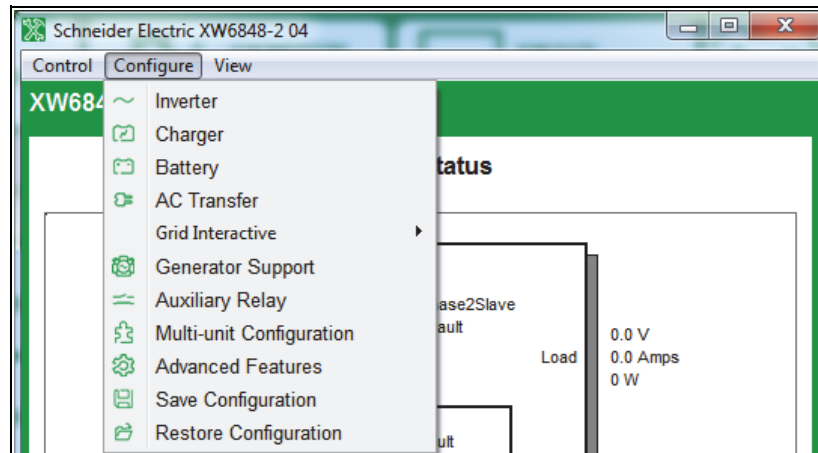 Schneider Electric XW6848-2 04
Control Configure View
XW684
Inverter
Charger
Battery
tatus
AC Transfer
Grid Interactive
Generator Support
Auxiliary Relay
ase2Slave
Multi-unit Configuration
ault
0.0 V
Advanced Features
Load
0.0 Amps
0 W
Save Configuration
Restore Configuration
ult